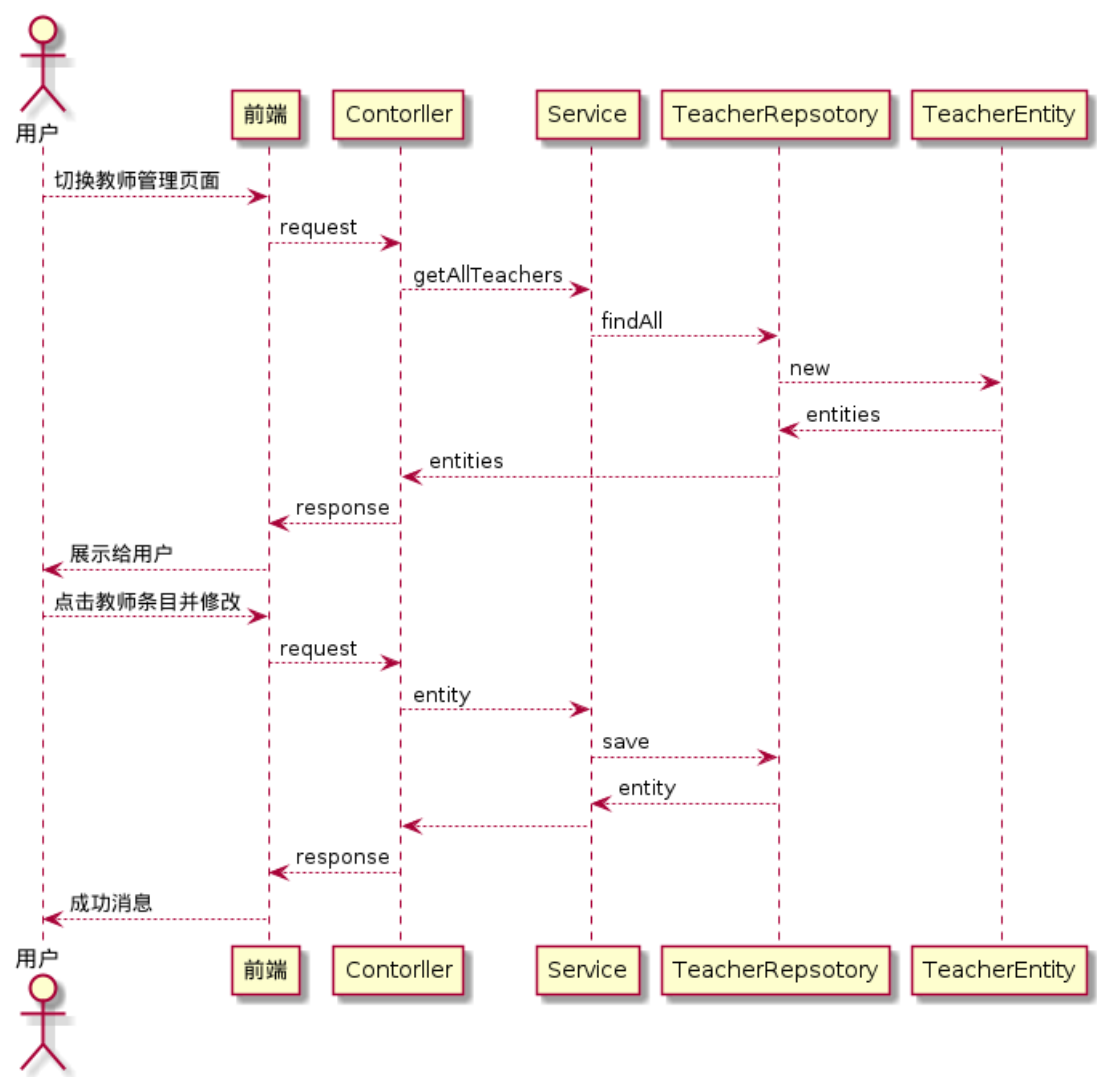 用户
前端
Contorller
Service
TeacherRepsotory
TeacherEntity
切换教师管理页面
request
getAllTeachers
findAll
new
entities
entities
response
展示给用户
点击教师条目并修改
request
entity
save
entity
response
成功消息
用户
前端
Contorller
Service
TeacherRepsotory
TeacherEntity